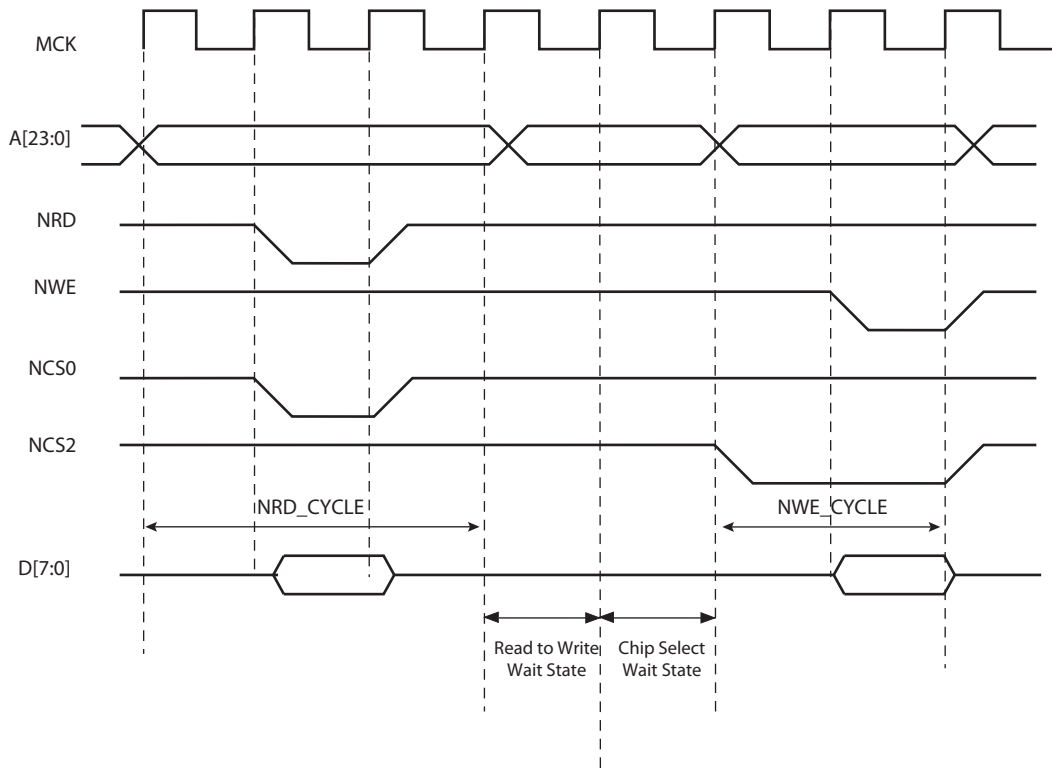 MCK
A[23:0]
NRD
NWE
NCS0
NCS2
NRD_CYCLE
NWE_CYCLE
D[7:0]
Read to Write
Wait State
Chip Select
Wait State